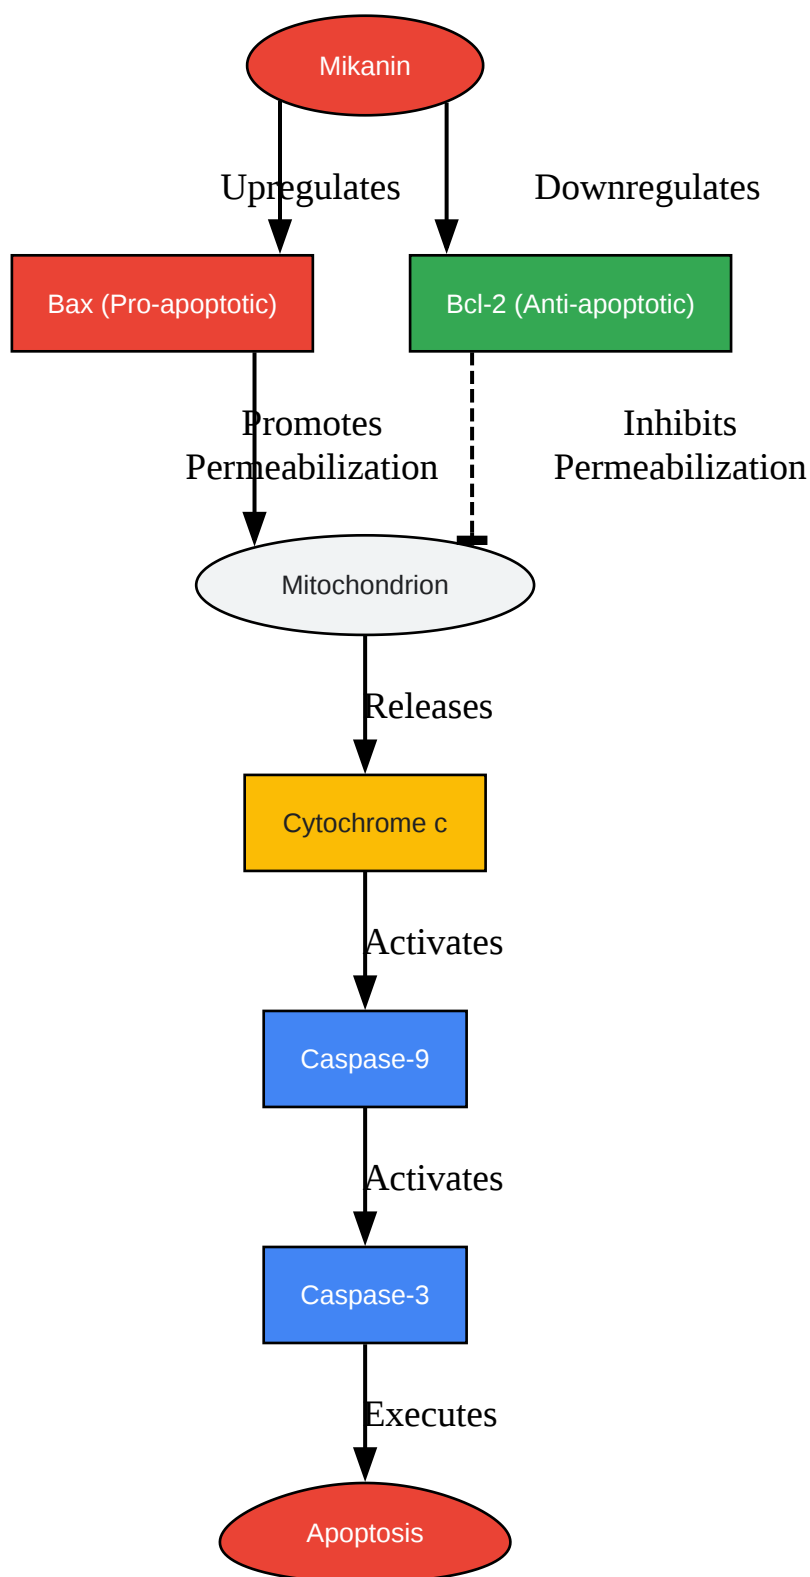 Mikanin
Upregulates
Downregulates
Bax (Pro-apoptotic)
Bcl-2 (Anti-apoptotic)
Promotes
Permeabilization
Inhibits
Permeabilization
Mitochondrion
Releases
Cytochrome c
Activates
Caspase-9
Activates
Caspase-3
Executes
Apoptosis